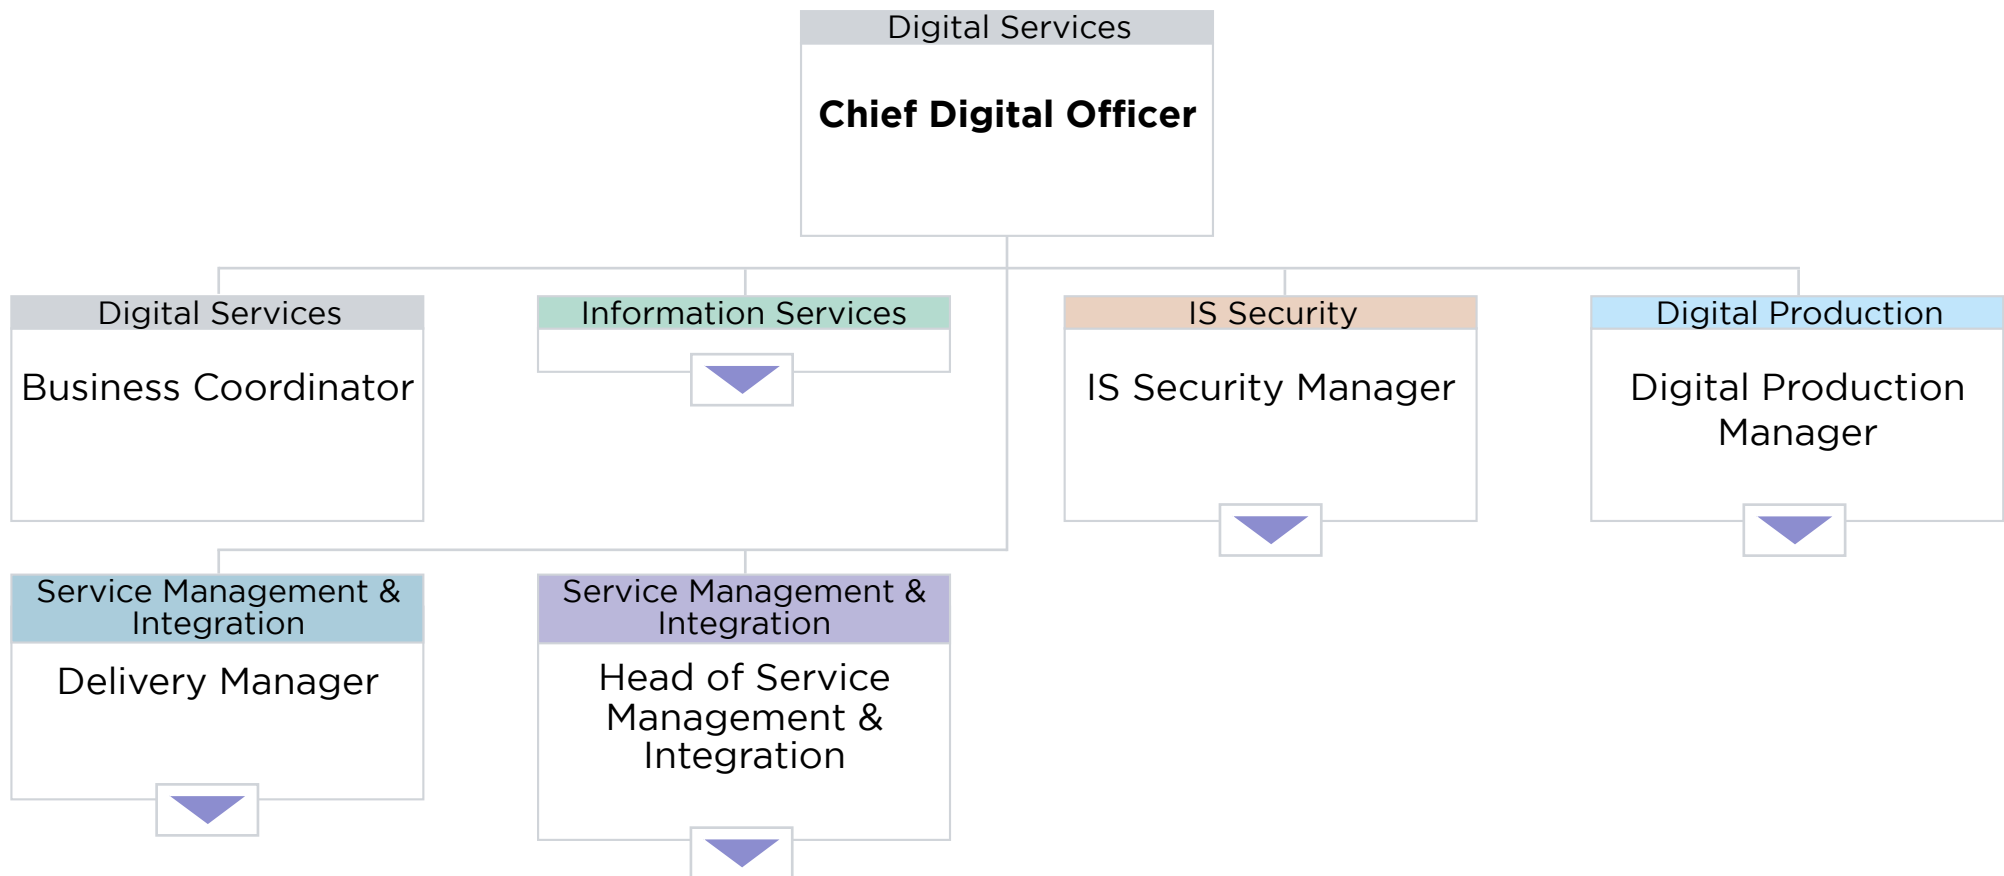 Digital Services
Chief Digital Officer
Digital Services
Business Coordinator
Information Services
IS Security
IS Security Manager
Digital Production
Digital Production
Manager
Service Management &
Integration
Delivery Manager
Service Management &
Integration
Head of Service
Management &
Integration